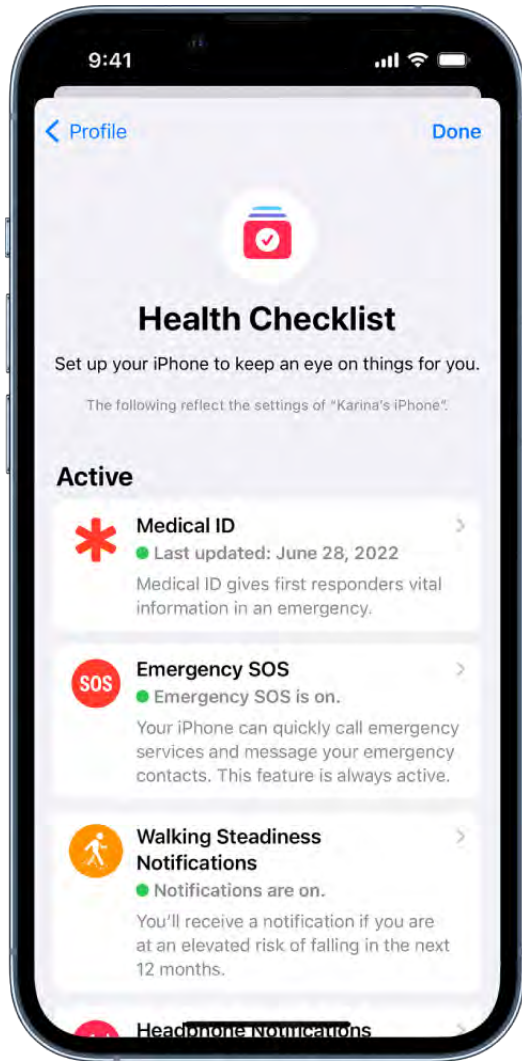 9:41
Profile
Done
Health Checklist
Set up your iPhone to keep an eye on things for you.
The following reflect the settings of “Karina's iPhone”.
Active
Medical ID
Last updated: June 28, 2022
Medical ID gives first responders vital
information in an emergency.
SOS
Emergency SOS
Emergency SOS is on.
Your iPhone can quickly call emergency
services and message your emergency
contacts. This feature is always active.
Walking Steadiness
Notifications
Notifications are on.
You'll receive a notification if you are
at an elevated risk of falling in the next
12 months.
Headphone Notifications